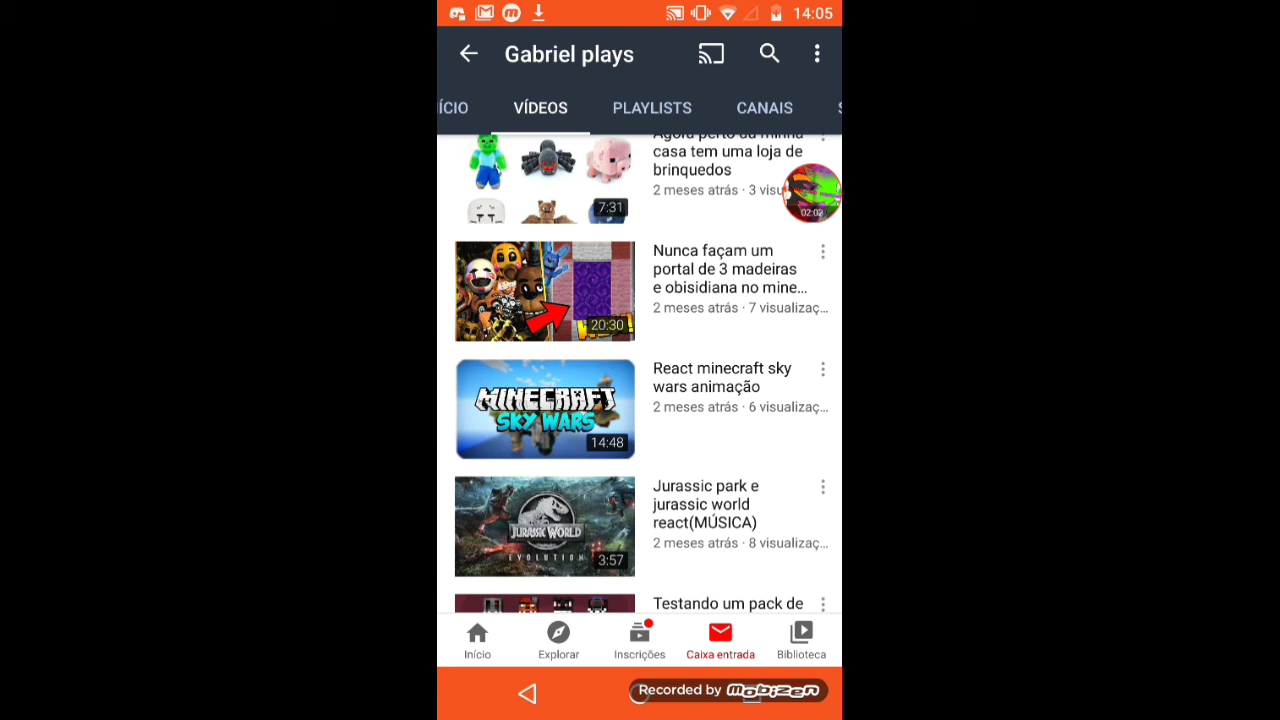 14:05
Gabriel plays
ÍCIO VÍDEOS PLAYLISTS CANAIS
Agora perto da minha
casa tem uma loja de
brinquedos
2 meses atrás · 3 visu
7:31
02:02
Nunca façam um
portal de 3 madeiras
e obisidiana no mine...
2 meses atrás · 7 visualizaç...
20:30
React minecraft sky
wars animação
2 meses atrás · 6 visualizaç...
MINECRAFT
SKY WARS
14:48
Jurassic park e
jurassic world
react(MÚSICA)
2 meses atrás · 8 visualizaç...
JURASSIC WORLD
EVOLUTION
3:57
Testando um pack de
Início Explorar Inscrições Caixa entrada Biblioteca
Recorded by mobizen